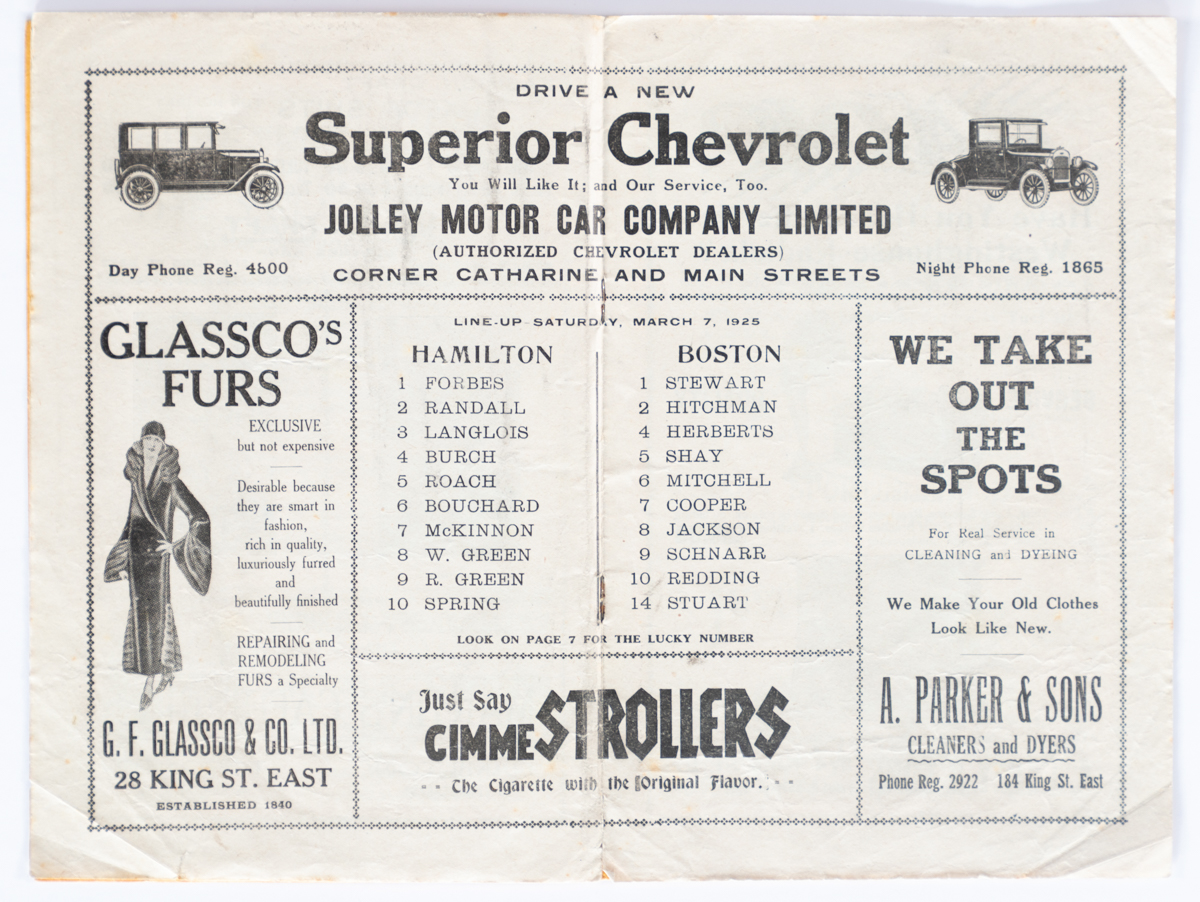 DRIVE A NEW
Superior Chevrolet
You Will Like It; and Our Service, Too.
JOLLEY MOTOR CAR COMPANY LIMITED
(AUTHORIZED CHEVROLET DEALERS)
Day Phone Reg. 4600
CORNER CATHARINE AND MAIN STREETS
Night Phone Reg. 1865
GLASSCO'S
FURS
EXCLUSIVE
but not expensive
Desirable because
they are smart in
fashion,
rich in quality,
luxuriously furred
and
beautifully finished
REPAIRING and
REMODELING
FURS a Specialty
G. F. GLASSCO & CO. LTD.
28 KING ST. EAST
ESTABLISHED 1840
LINE-UP SATURDAY, MARCH 7, 1925
HAMILTON
1 FORBES
2 RANDALL
3 LANGLOIS
4 BURCH
5 ROACH
6 BOUCHARD
7 McKINNON
8 W. GREEN
9 R. GREEN
10 SPRING
BOSTON
1 STEWART
2 HITCHMAN
4 HERBERTS
5 SHAY
6 MITCHELL
7 COOPER
8 JACKSON
9 SCHNARR
10 REDDING
14 STUART
LOOK ON PAGE 7 FOR THE LUCKY NUMBER
Just Say
GIMME STROLLERS
The Cigarette with the Original Flavor.
WE TAKE
OUT
THE
SPOTS
For Real Service in
CLEANING and DYEING
We Make Your Old Clothes
Look Like New.
A. PARKER & SONS
CLEANERS and DYERS
Phone Reg. 2922 184 King St. East